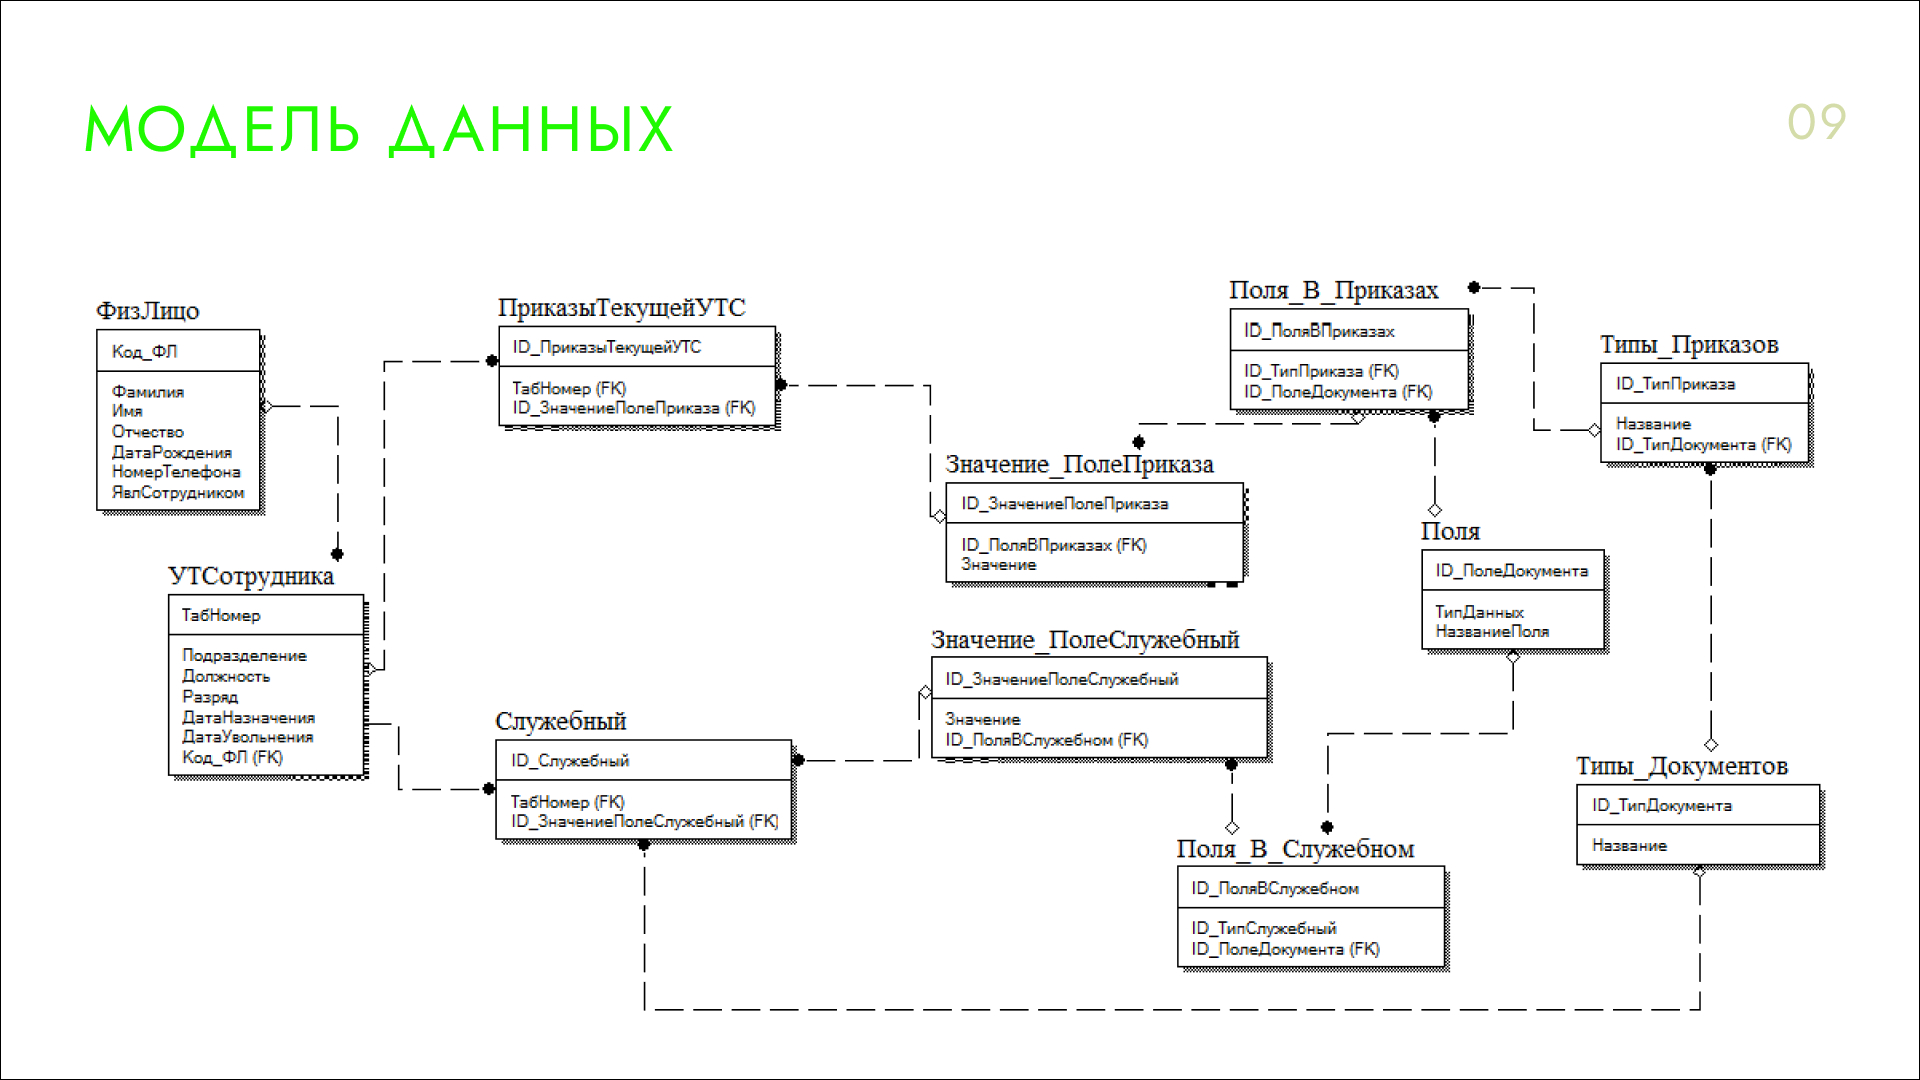 МОДЕЛЬ ДАННЫХ
09
ФизЛицо
Код_ФЛ
Фамилия
Имя
Отчество
ДатаРождения
НомерТелефона
ЯвлСотрудником
УТСотрудника
ТабНомер
Подразделение
Должность
Разряд
ДатаНазначения
ДатаУвольнения
Код_ФЛ (FK)
ПриказыТекущейУТС
ID_ПриказыТекущейУТС
ТабНомер (FK)
ID_ЗначениеПолеПриказа (FK)
Служебный
ID_Служебный
ТабНомер (FK)
ID_ЗначениеПолеСлужебный (FK)
Значение_ПолеПриказа
ID_ЗначениеПолеПриказа
ID_ПоляВПриказах (FK)
Значение
Значение_ПолеСлужебный
ID_ЗначениеПолеСлужебный
Значение
ID_ПоляВСлужебном (FK)
Поля_В_Приказах
ID_ПоляВПриказах
ID_ТипПриказа (FK)
ID_ПолеДокумента (FK)
Поля
ID_ПолеДокумента
ТипДанных
НазваниеПоля
Поля_В_Служебном
ID_ПоляВСлужебном
ID_ТипСлужебный
ID_ПолеДокумента (FK)
Типы_Приказов
ID_ТипПриказа
Название
ID_ТипДокумента (FK)
Типы_Документов
ID_ТипДокумента
Название